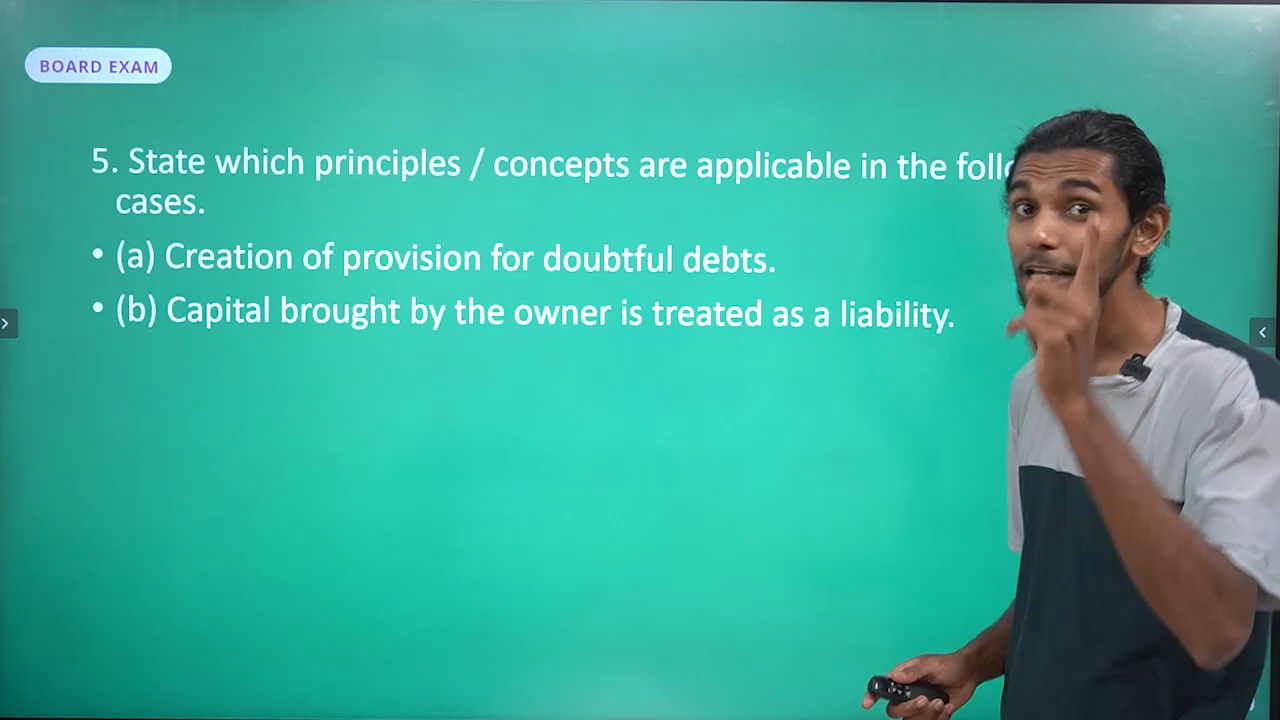 BOARD EXAM
5. State which principles / concepts are applicable in the
cases.
• (a) Creation of provision for doubtful debts.
• (b) Capital brought by the owner is treated as a liability.